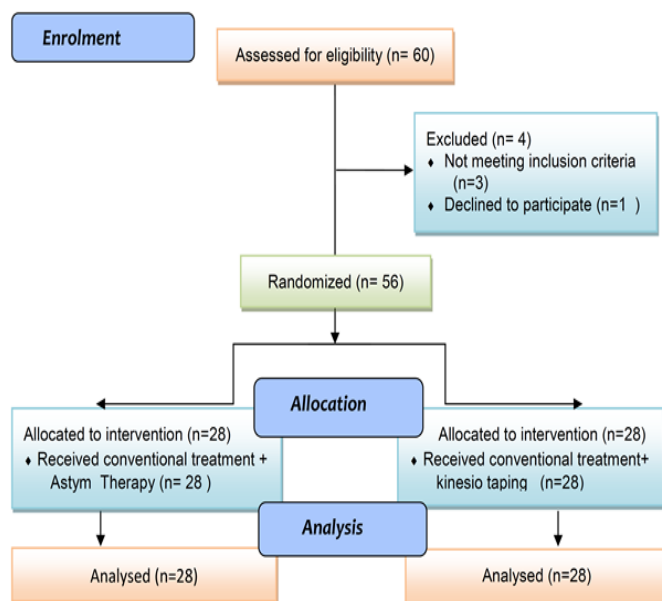 Enrolment
Assessed for eligibility (n= 60)
Excluded (n= 4)
♦ Not meeting inclusion criteria
(n=3)
♦ Declined to participate (n=1 )
Randomized (n= 56)
Allocation
Allocated to intervention (n=28)
♦ Received conventional treatment +
Astym Therapy (n= 28 )
Allocated to intervention (n=28)
♦ Received conventional treatment+
kinesio taping (n=28)
Analysis
Analysed (n=28)
Analysed (n=28)